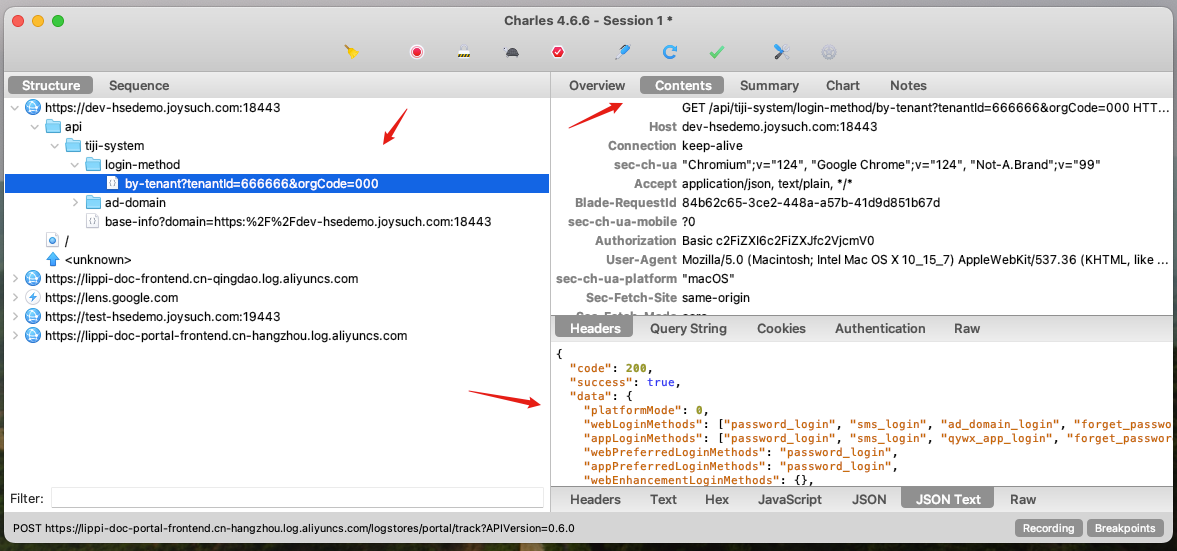 Charles 4.6.6 - Session 1 *
Structure
Sequence
https://dev-hsedemo.joysuch.com:18443
api
tiji-system
login-method
by-tenant?tenantId=666666&orgCode=000
ad-domain
base-info?domain=https:%2F%2Fdev-hsedemo.joysuch.com:18443
/
<unknown>
https://lippi-doc-frontend.cn-qingdao.log.aliyuncs.com
https://lens.google.com
https://test-hsedemo.joysuch.com:19443
https://lippi-doc-portal-frontend.cn-hangzhou.log.aliyuncs.com
Filter:
Overview
Contents
Summary
Chart
Notes
GET /api/tiji-system/login-method/by-tenant?tenantId=666666&orgCode=000 HTT...
Host dev-hsedemo.joysuch.com:18443
Connection keep-alive
sec-ch-ua "Chromium";v="124", "Google Chrome";v="124", "Not-A.Brand";v="99"
Accept application/json, text/plain, */*
Blade-RequestId 84b62c65-3ce2-448a-a57b-41d9d851b67d
sec-ch-ua-mobile ?0
Authorization Basic c2FiZXI6c2FiZXJfc2VjcmV0
User-Agent Mozilla/5.0 (Macintosh; Intel Mac OS X 10_15_7) AppleWebKit/537.36 (KHTML, like ...
sec-ch-ua-platform "macOS"
Sec-Fetch-Site same-origin
Headers
Query String
Cookies
Authentication
Raw
{
"code": 200,
"success": true,
"data": {
"platformMode": 0,
"webLoginMethods": ["password_login", "sms_login", "ad_domain_login", "forget_passwo
"appLoginMethods": ["password_login", "sms_login", "qywx_app_login", "forget_passwor
"webPreferredLoginMethods": "password_login",
"appPreferredLoginMethods": "password_login",
"webEnhancementLoginMethods": {},
Headers
Text
Hex
JavaScript
JSON
JSON Text
Raw
POST https://lippi-doc-portal-frontend.cn-hangzhou.log.aliyuncs.com/logstores/portal/track?APIVersion=0.6.0
Recording
Breakpoints